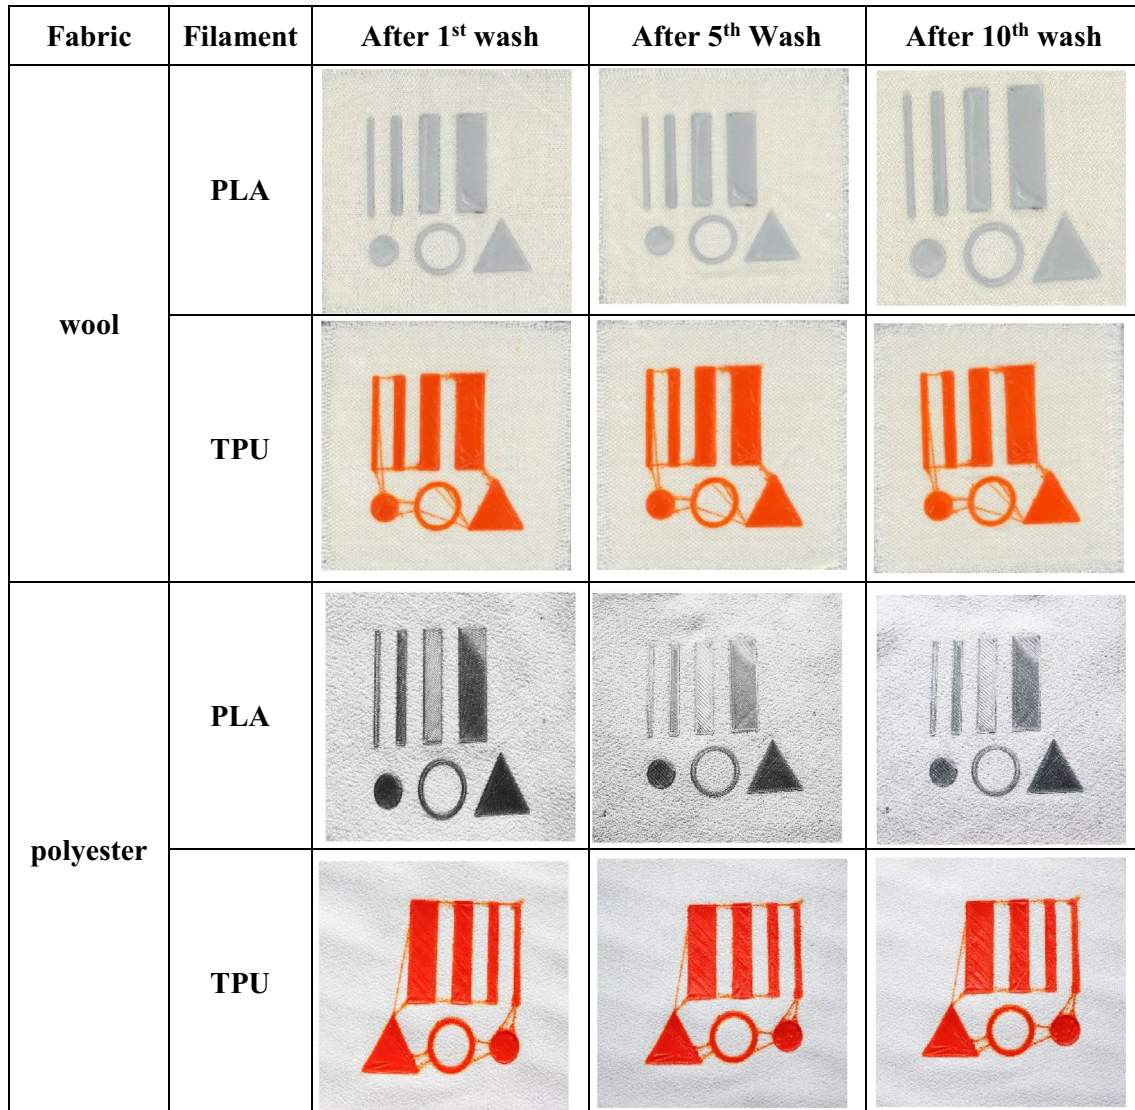 Fabric Filament After 1st wash After 5th Wash After 10th wash
wool
PLA
TPU
polyester
PLA
TPU